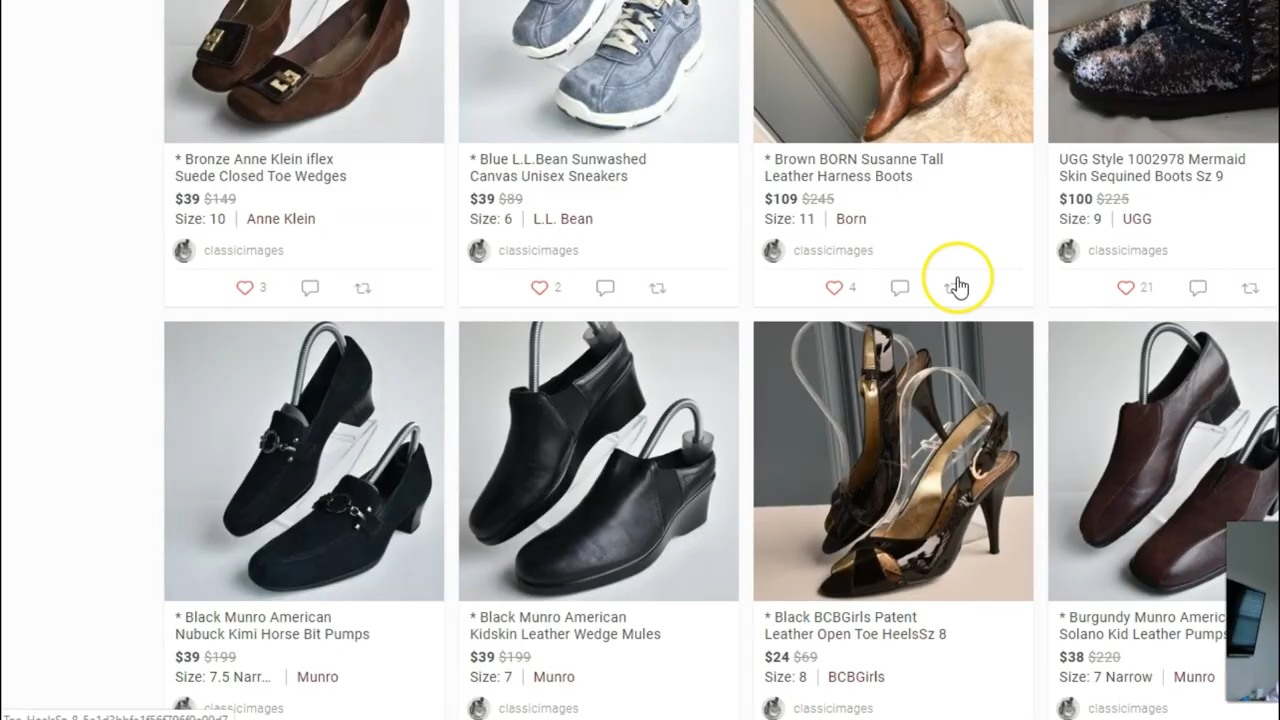 * Bronze Anne Klein iflex
Suede Closed Toe Wedges
$39 $149
Size: 10 | Anne Klein
classicimages
3
* Blue L.L.Bean Sunwashed
Canvas Unisex Sneakers
$39 $89
Size: 6 | L.L. Bean
classicimages
2
* Brown BORN Susanne Tall
Leather Harness Boots
$109 $245
Size: 11 | Born
classicimages
4
UGG Style 1002978 Mermaid
Skin Sequined Boots Sz 9
$100 $225
Size: 9 | UGG
classicimages
21
* Black Munro American
Nubuck Kimi Horse Bit Pumps
$39 $199
Size: 7.5 Narr... | Munro
classicimages
* Black Munro American
Kidskin Leather Wedge Mules
$39 $199
Size: 7 | Munro
classicimages
* Black BCBGirls Patent
Leather Open Toe HeelsSz 8
$24 $69
Size: 8 | BCBGirls
classicimages
* Burgundy Munro Americ
Solano Kid Leather Pumps
$38 $220
Size: 7 Narrow | Munro
classicimages